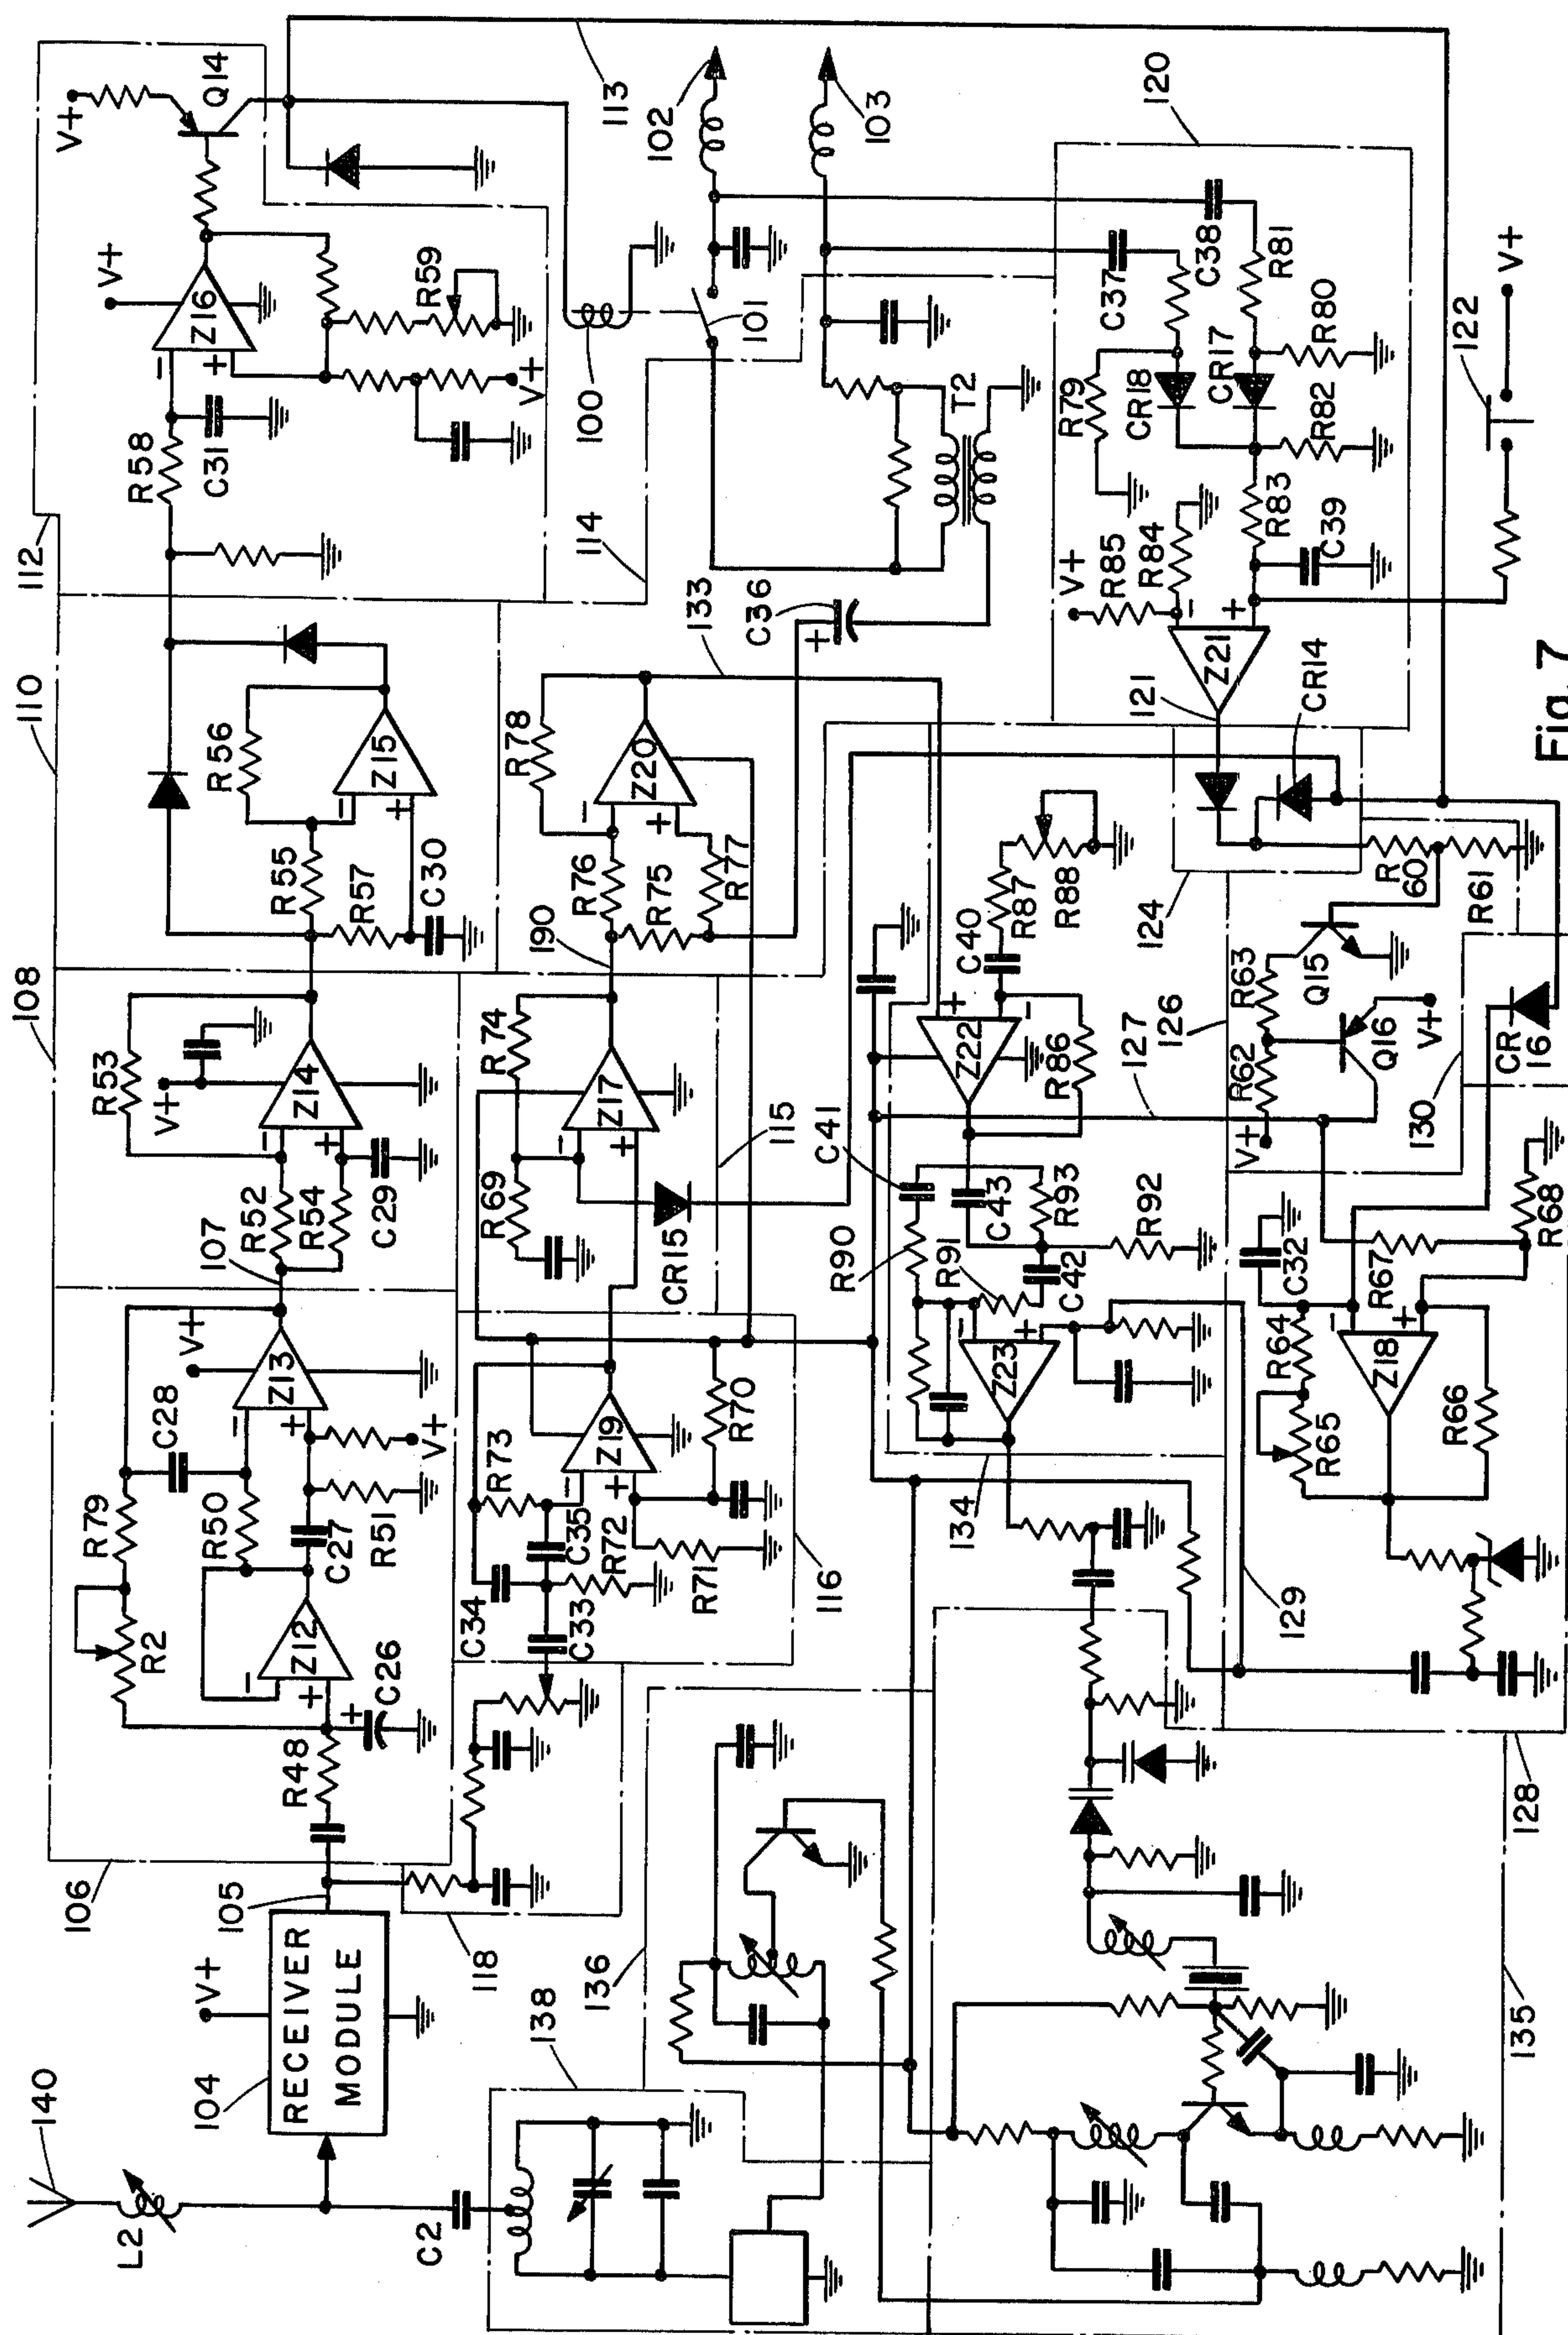 140
L2
104
V+
RECEIVER
MODULE
105
106
C2
138
118
136
R48
C26
+
R2
R79
Z12
-
+
R50
C28
C27
R51
V+
Z13
-
+
V+
107
108
R52
R54
C29
R53
V+
Z14
-
+
110
R55
R57
C30
R56
Z15
-
+
112
R58
C31
Z16
-
+
V+
R59
V+
V+
Q14
113
100
101
102
103
114
T2
C36
+
133
C34
C33
C35
R72
R73
R71
Z19
-
+
R70
116
R69
R74
Z17
-
+
CR15
115
190
R76
R75
R77
R78
Z20
-
+
120
C37
C38
R81
R80
R79
CR18
CR17
R82
R83
C39
V+
R85
R84
Z21
-
+
121
122
V+
CR14
124
R60
R61
126
127
Q15
R63
R62
Q16
V+
V+
130
CR16
C40
R87
R88
Z22
+
-
R86
C41
C43
R93
R92
R90
R91
C42
Z23
-
+
134
129
C32
R64
R65
R67
R68
Z18
-
+
R66
128
135
Fig. 7